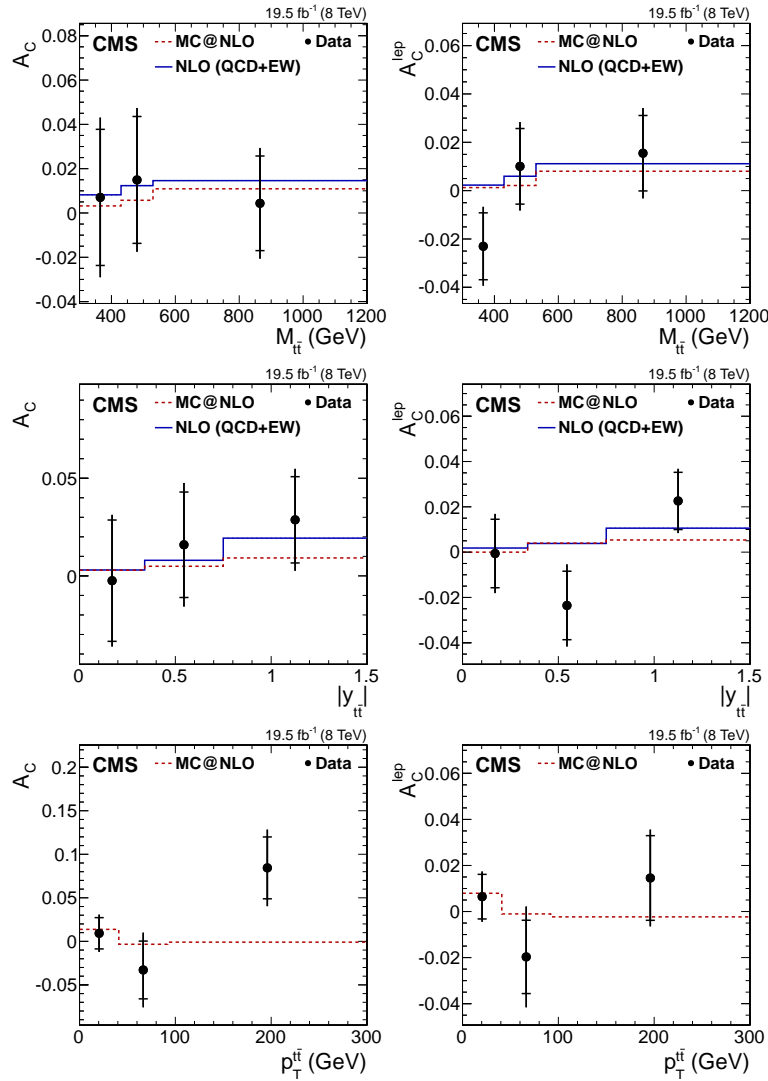 19.5 fb⁻¹ (8 TeV)
CMS MC@NLO Data
NLO (QCD+EW)
A_C
0.08
0.06
0.04
0.02
0
-0.02
-0.04
400 600 800 1000 1200
M_tt̄ (GeV)
19.5 fb⁻¹ (8 TeV)
CMS MC@NLO Data
NLO (QCD+EW)
A_C^lep
0.06
0.04
0.02
0
-0.02
-0.04
400 600 800 1000 1200
M_tt̄ (GeV)
19.5 fb⁻¹ (8 TeV)
CMS MC@NLO Data
NLO (QCD+EW)
A_C
0.05
0
0 0.5 1 1.5
|y_tt̄|
19.5 fb⁻¹ (8 TeV)
CMS MC@NLO Data
NLO (QCD+EW)
A_C^lep
0.06
0.04
0.02
0
-0.02
-0.04
0 0.5 1 1.5
|y_tt̄|
19.5 fb⁻¹ (8 TeV)
CMS MC@NLO Data
A_C
0.2
0.15
0.1
0.05
0
-0.05
0 100 200 300
p_T^tt̄ (GeV)
19.5 fb⁻¹ (8 TeV)
CMS MC@NLO Data
A_C^lep
0.06
0.04
0.02
0
-0.02
-0.04
0 100 200 300
p_T^tt̄ (GeV)